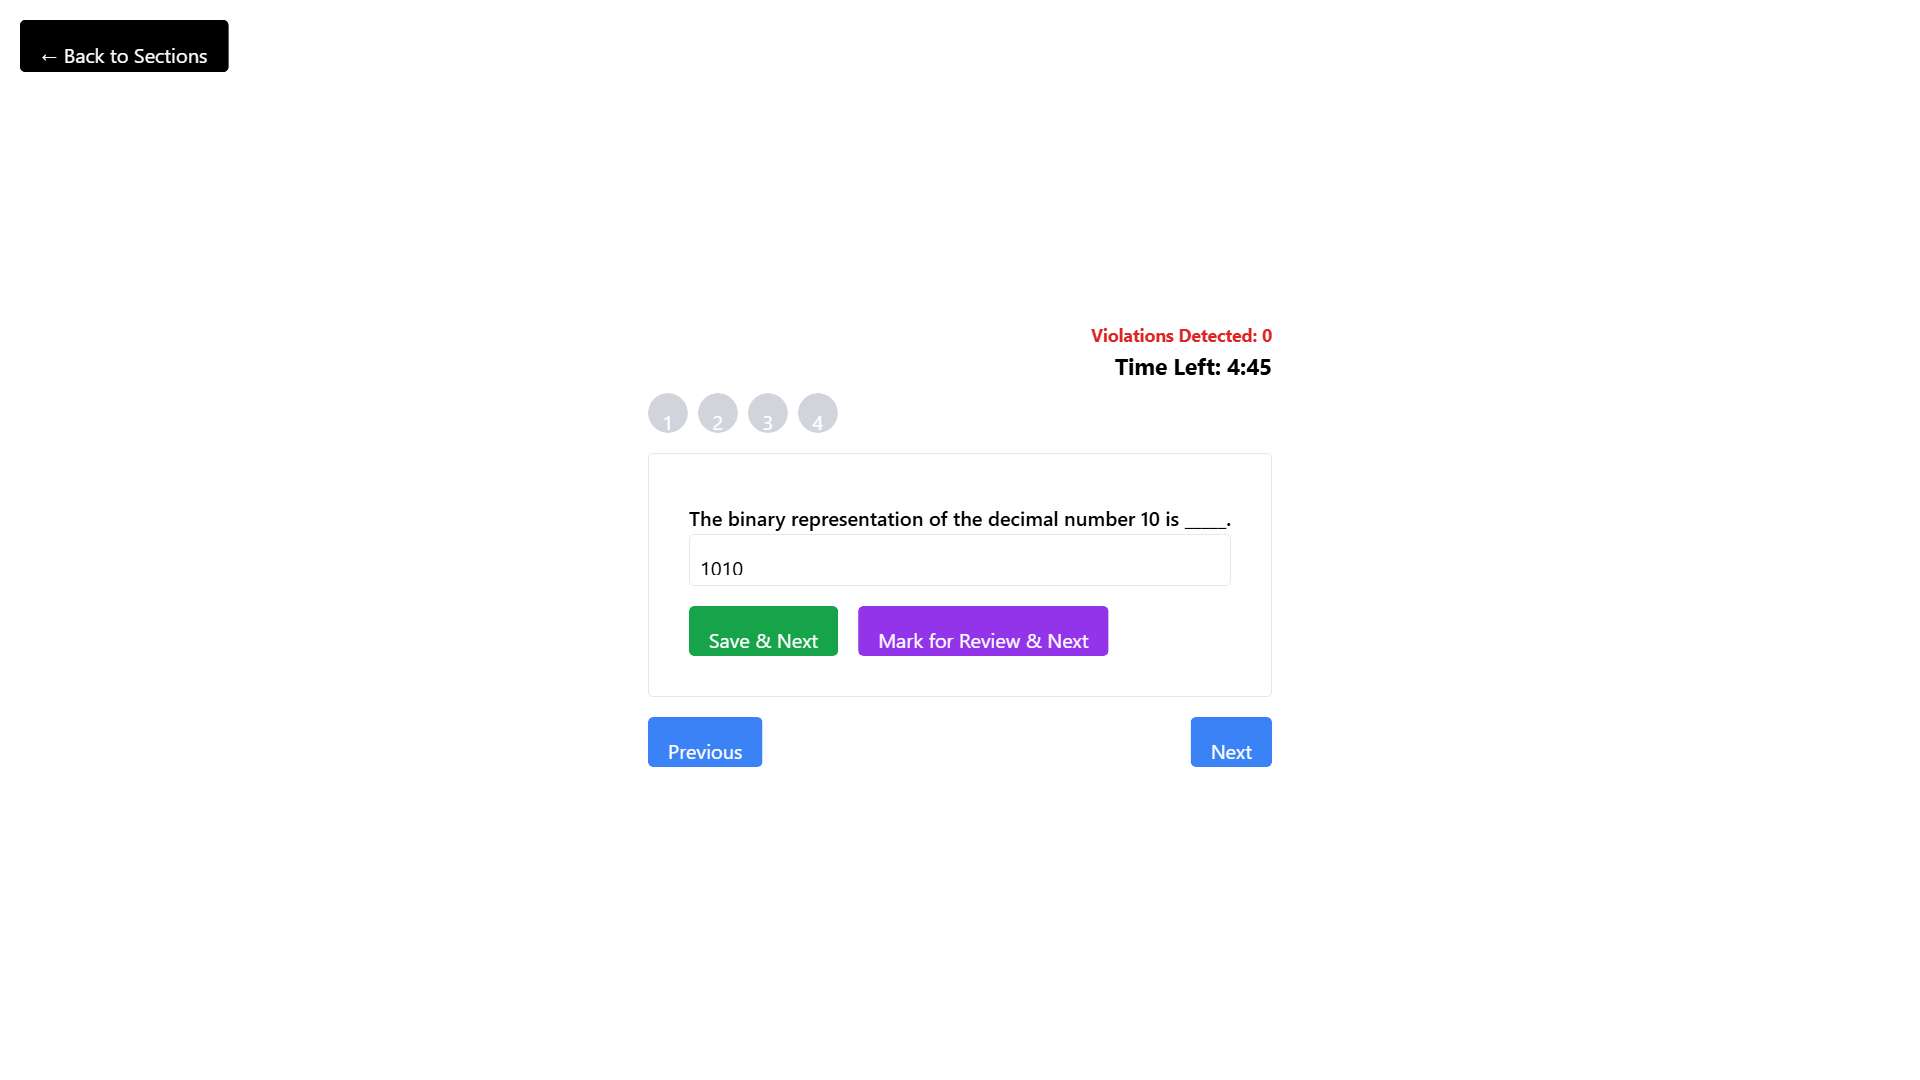 ← Back to Sections
Violations Detected: 0
Time Left: 4:45
1 2 3 4
The binary representation of the decimal number 10 is _____.
1010
Save & Next Mark for Review & Next
Previous Next